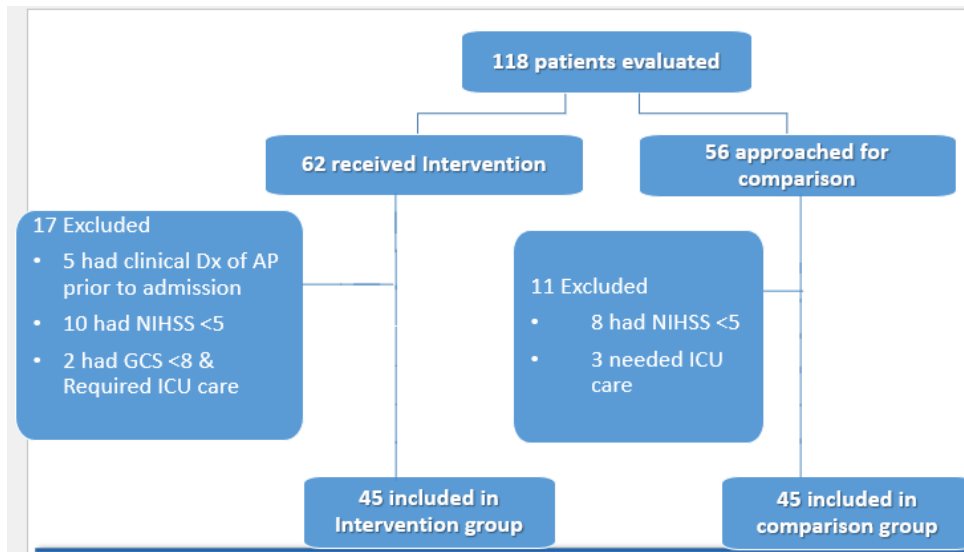 118 patients evaluated
62 received Intervention
56 approached for
comparison
17 Excluded
• 5 had clinical Dx of AP
prior to admission
• 10 had NIHSS <5
• 2 had GCS <8 &
Required ICU care
11 Excluded
• 8 had NIHSS <5
• 3 needed ICU
care
45 included in
Intervention group
45 included in
comparison group